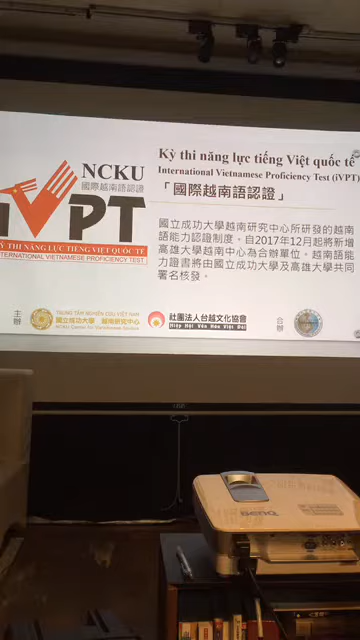 Kỳ thi năng lực tiếng Việt quốc tế
International Vietnamese Proficiency Test (iVPT)
「國際越南語認證」
NCKU
國際越南語認證
iVPT
KỲ THI NĂNG LỰC TIẾNG VIỆT QUỐC TẾ
INTERNATIONAL VIETNAMESE PROFICIENCY TEST
國立成功大學越南研究中心所研發的越南
語能力認證制度。自2017年12月起將新增
高雄大學越南中心為合辦單位。越南語能
力證書將由國立成功大學及高雄大學共同
署名核發。
主辦
TRUNG TÂM NGHIÊN CỨU VIỆT NAM
國立成功大學 越南研究中心
NCKU Center for Vietnamese Studies
社團法人台越文化協會
Hiệp Hội Văn Hóa Việt Đài
合辦
BenQ